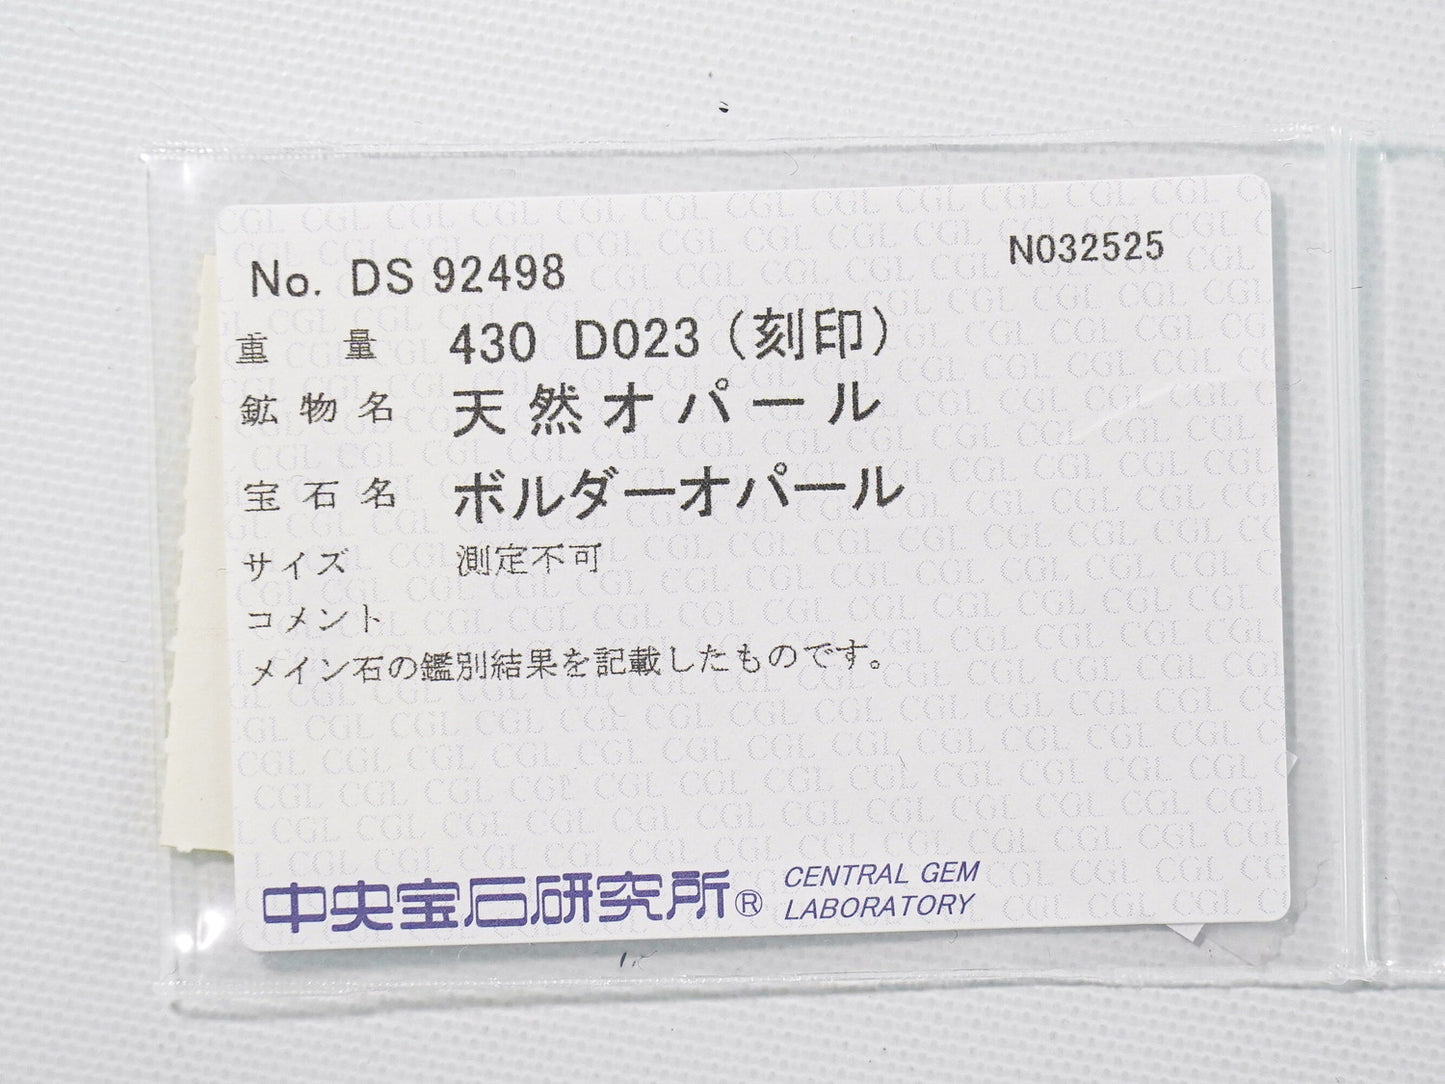 No. DS 92498 N032525
重 量 430 D023(刻印)
鉱物名 天然オパール
宝石名 ボルダーオパール
サイズ 測定不可
コメント
メイン石の鑑別結果を記載したものです。
中央宝石研究所® CENTRAL GEM
LABORATORY